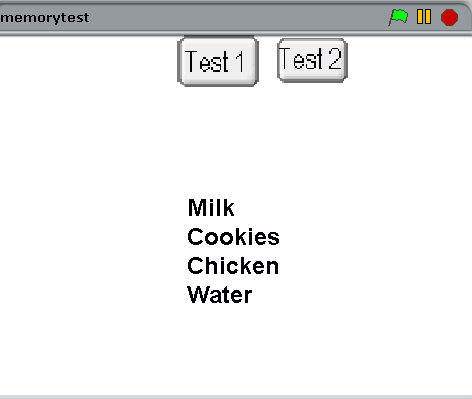 memorytest
Test 1 Test 2
Milk
Cookies
Chicken
Water